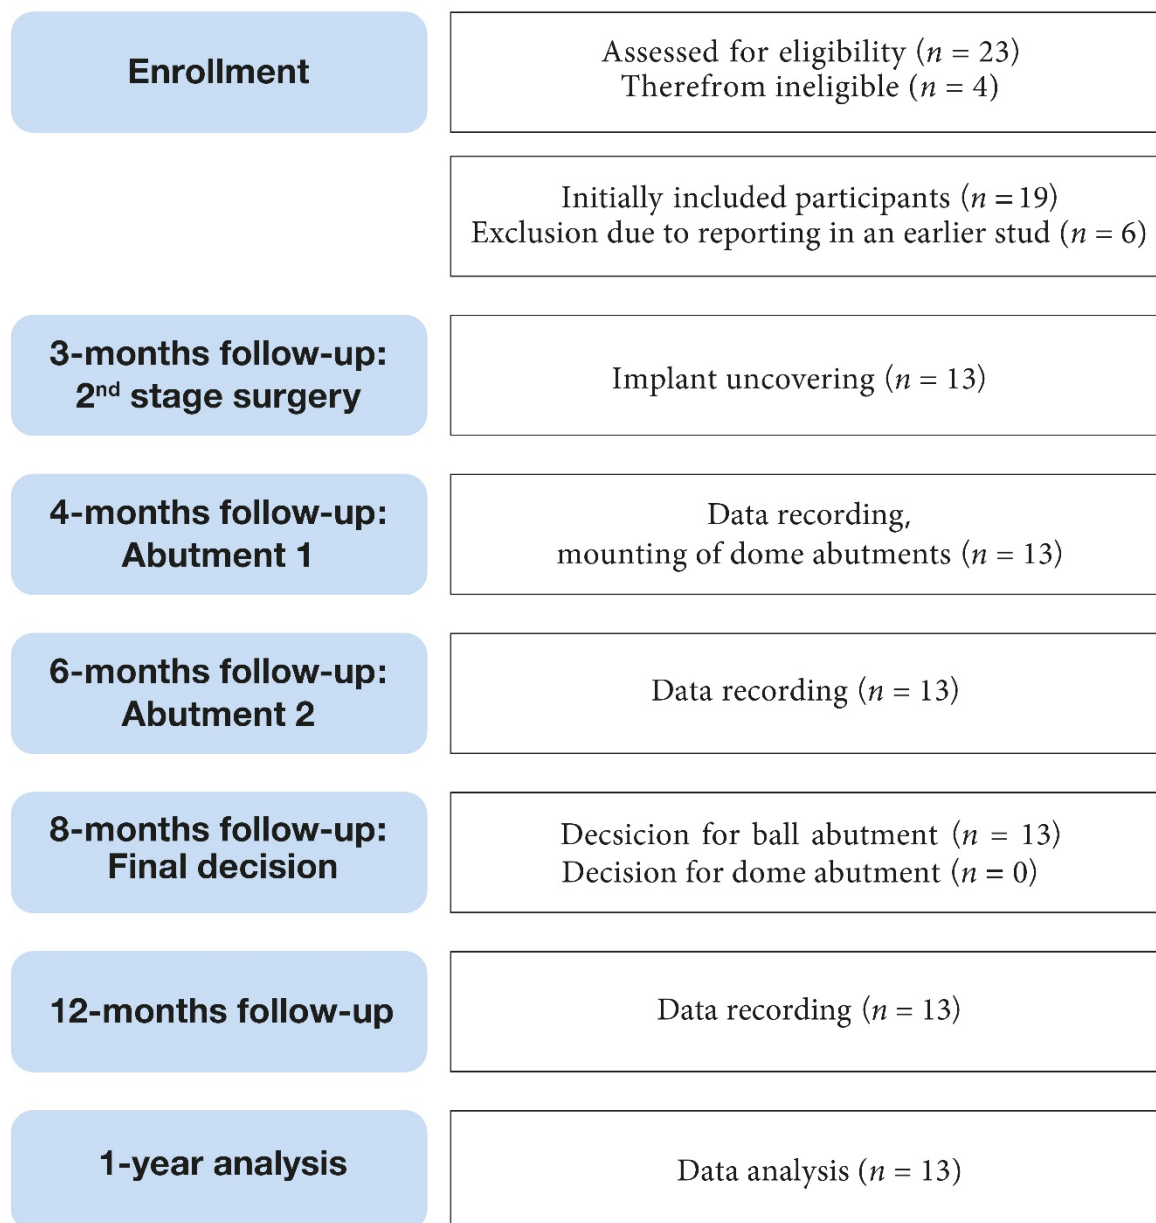 Enrollment
Assessed for eligibility (n = 23)
Therefrom ineligible (n = 4)
Initially included participants (n = 19)
Exclusion due to reporting in an earlier stud (n = 6)
3-months follow-up:
2nd stage surgery
Implant uncovering (n = 13)
4-months follow-up:
Abutment 1
Data recording,
mounting of dome abutments (n = 13)
6-months follow-up:
Abutment 2
Data recording (n = 13)
8-months follow-up:
Final decision
Decsicion for ball abutment (n = 13)
Decision for dome abutment (n = 0)
12-months follow-up
Data recording (n = 13)
1-year analysis
Data analysis (n = 13)